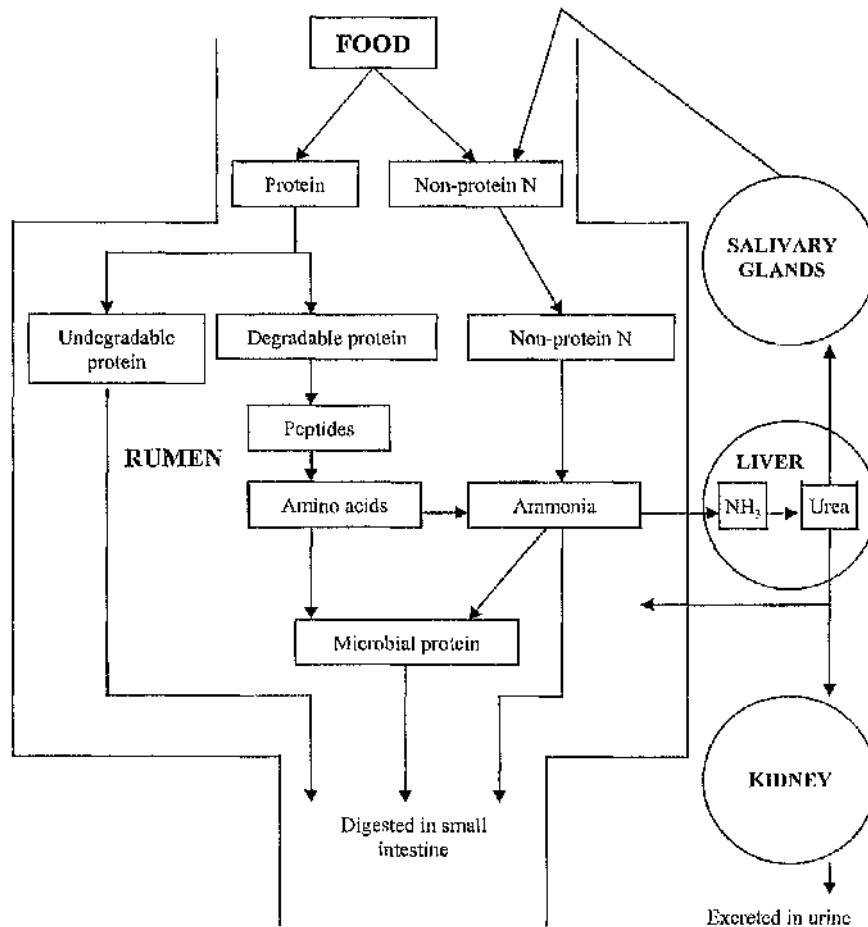 FOOD
Protein
Non-protein N
SALIVARY
GLANDS
Undegradable
protein
Degradable protein
Non-protein N
Peptides
RUMEN
LIVER
Amino acids
Ammonia
NH₃
Urea
Microbial protein
KIDNEY
Digested in small
intestine
Excreted in urine